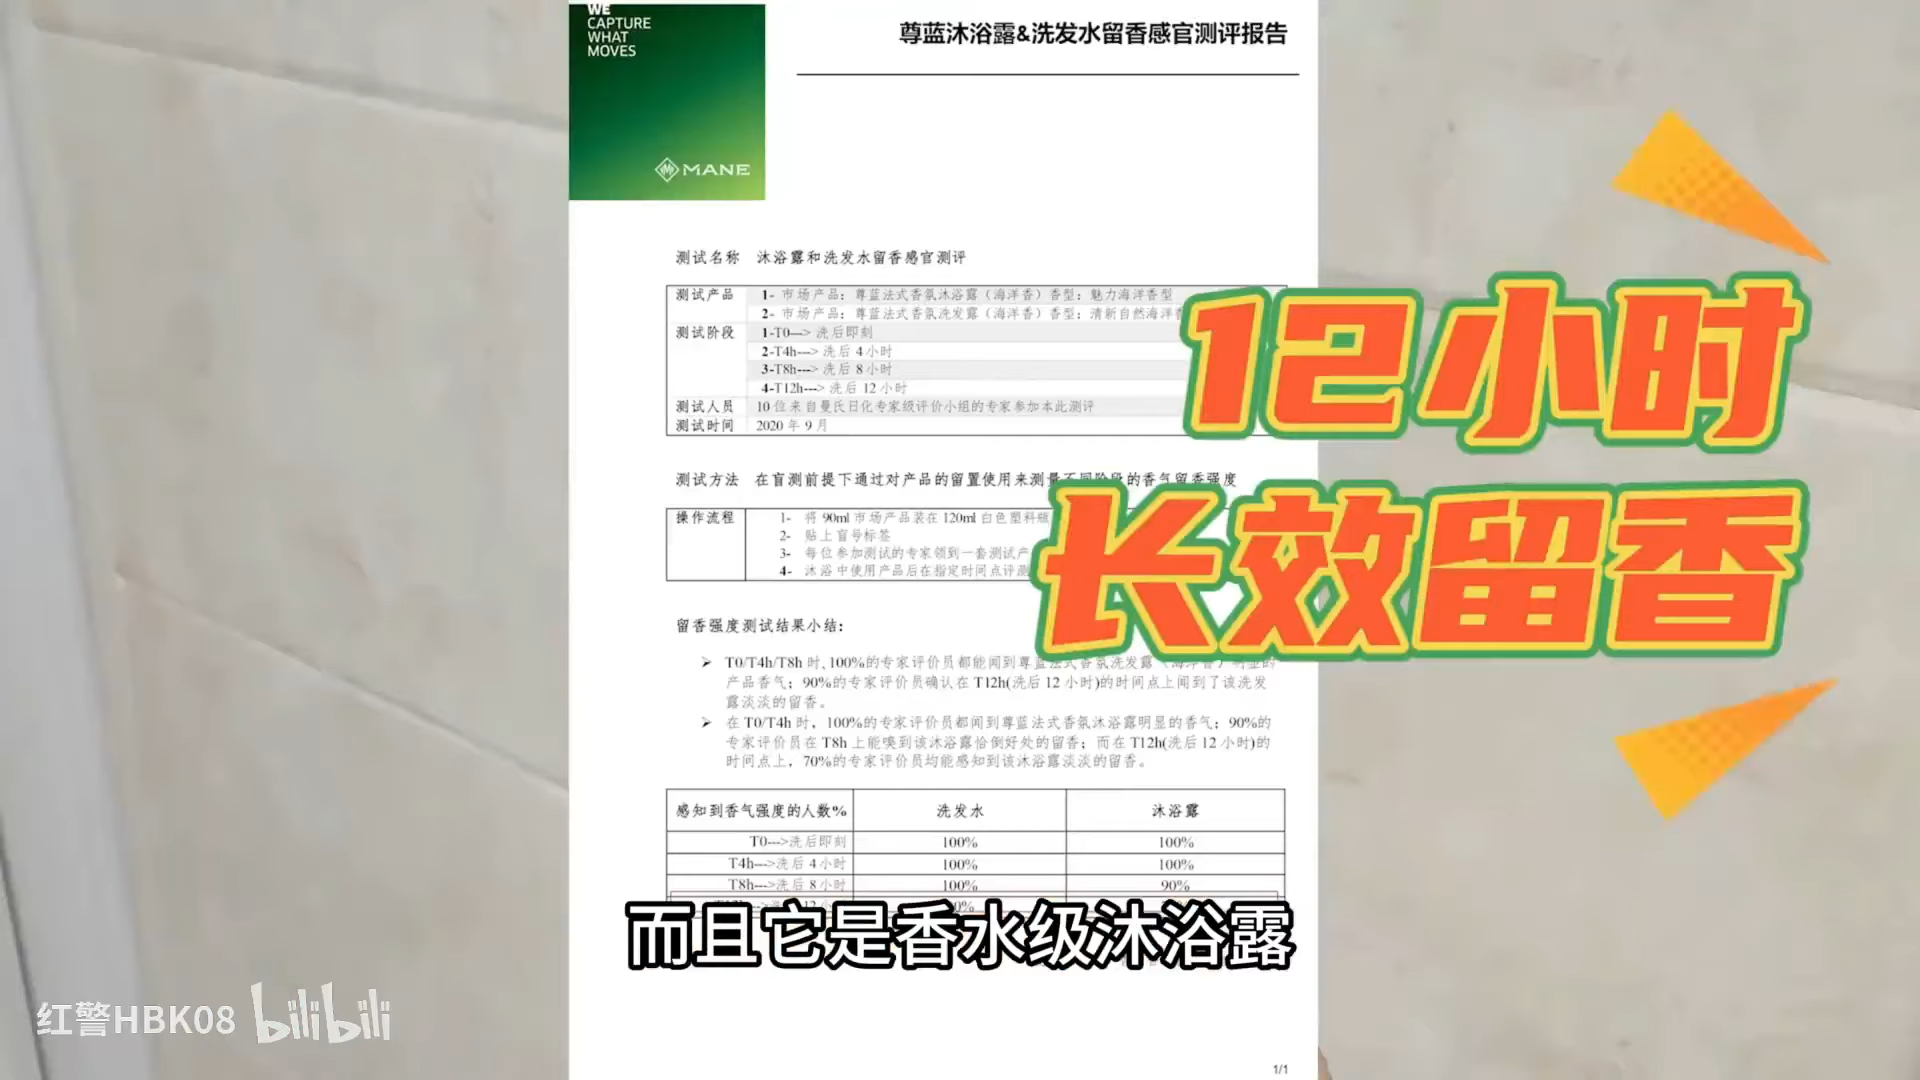 WE
CAPTURE
WHAT
MOVES
MANE
尊蓝沐浴露&洗发水留香感官测评报告
测试名称 沐浴露和洗发水留香感官测评
测试产品 1- 市场产品：尊蓝法式香氛沐浴露（海洋香）香型：魅力海洋香型
2- 市场产品：尊蓝法式香氛洗发露（海洋香）香型：清新自然海洋
测试阶段 1-T0---> 洗后即刻
2-T4h---> 洗后 4 小时
3-T8h---> 洗后 8 小时
4-T12h---> 洗后 12 小时
测试人员 10 位来自曼氏日化专家级评价小组的专家参加本此测评
测试时间 2020 年 9 月
12小时
长效留香
测试方法 在盲测前提下通过对产品的留置使用来测量不同阶段的香气留香强度
操作流程 1- 将 90ml 市场产品装在 120ml 白色塑料瓶
2- 贴上盲号标签
3- 每位参加测试的专家领到一套测试产
4- 沐浴中使用产品后在指定时间点评测
留香强度测试结果小结：
T0/T4h/T8h 时、100%的专家评价员都能闻到尊蓝法式香氛洗发露（海洋香）明显的
产品香气；90%的专家评价员确认在 T12h(洗后 12 小时)的时间点上闻到了该洗发
露淡淡的留香。
在 T0/T4h 时，100%的专家评价员都闻到尊蓝法式香氛沐浴露明显的香气；90%的
专家评价员在 T8h 上能嗅到该沐浴露恰倒好处的留香；而在 T12h(洗后 12 小时)的
时间点上，70%的专家评价员均能感知到该沐浴露淡淡的留香。
感知到香气强度的人数% 洗发水 沐浴露
T0--->洗后即刻 100% 100%
T4h--->洗后 4 小时 100% 100%
T8h--->洗后 8 小时 100% 90%
而且它是香水级沐浴露
红警HBK08 bilibili
1/1